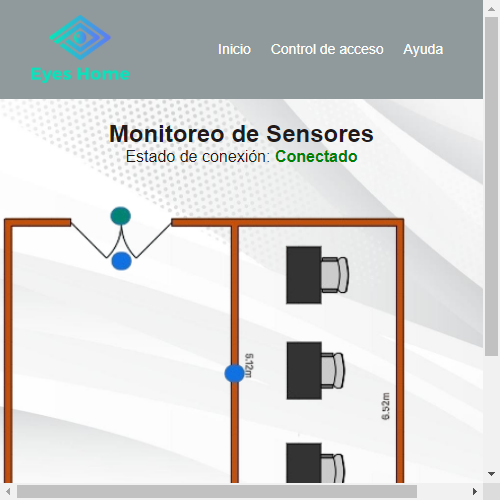 Eyes Home
Inicio Control de acceso Ayuda
Monitoreo de Sensores
Estado de conexión: Conectado
5.12m
6.52m